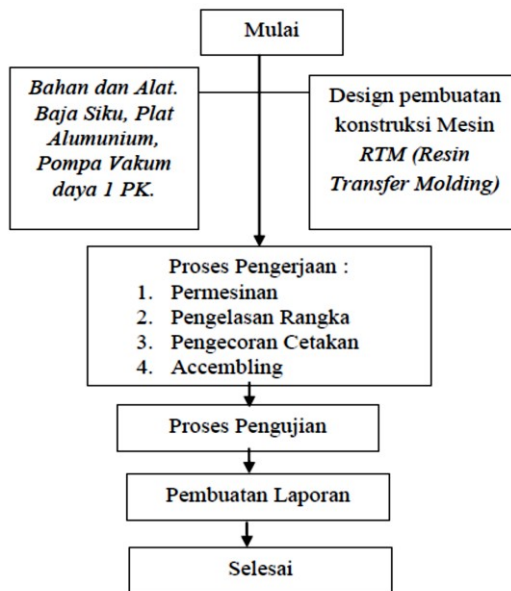 Mulai
Bahan dan Alat.
Baja Siku, Plat
Alumunium,
Pompa Vakum
daya 1 PK.
Design pembuatan
konstruksi Mesin
RTM (Resin
Transfer Molding)
Proses Pengerjaan :
1. Permesinan
2. Pengelasan Rangka
3. Pengecoran Cetakan
4. Accembling
Proses Pengujian
Pembuatan Laporan
Selesai